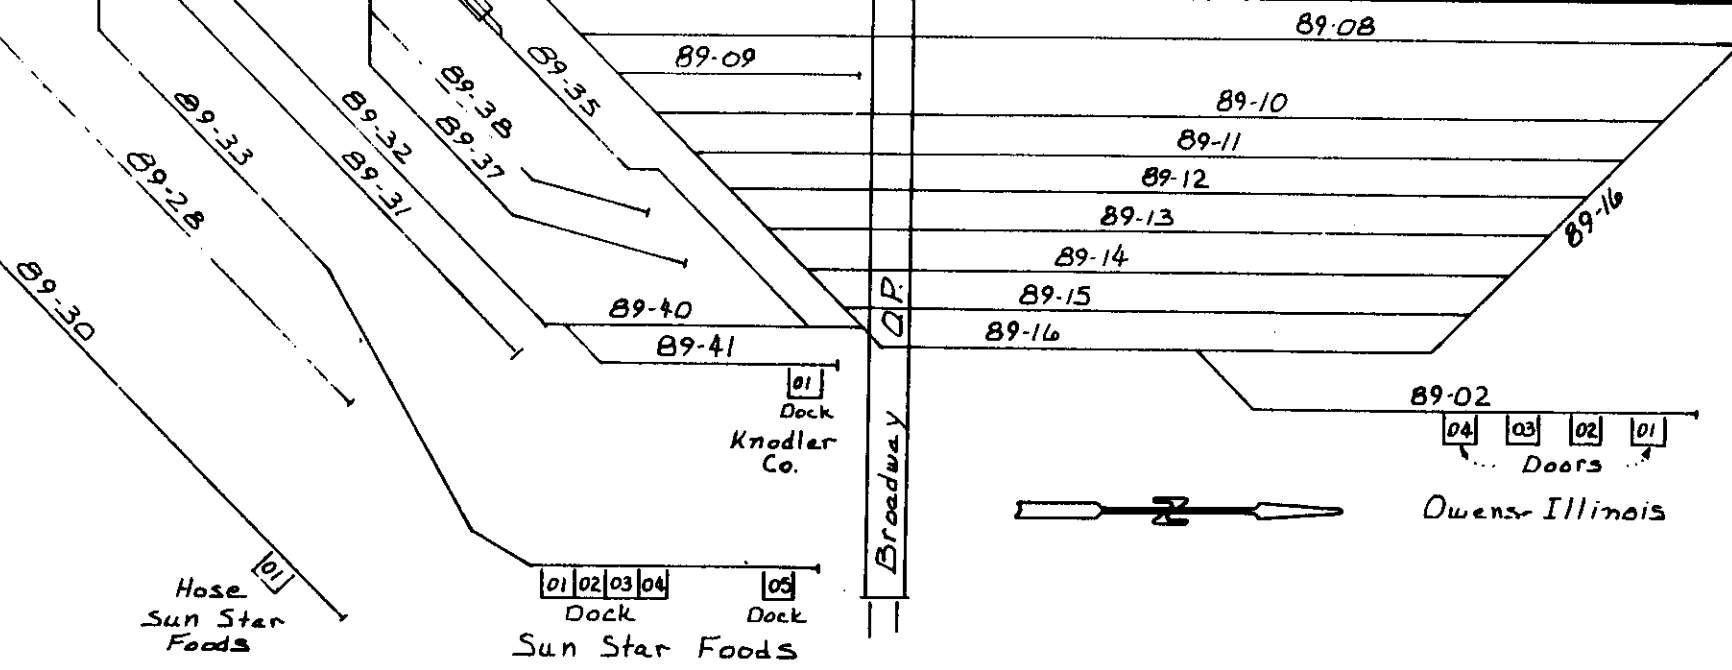 89-08
89-09
89-10
89-11
89-12
89-13
89-14
89-15
89-16
89-16
89-35
89-38
89-37
89-32
89-31
89-33
89-28
89-30
89-40
89-41
01
Dock
Knodler
Co.
Broadway O.P.
89-02
04 03 02 01
Doors
Owens-Illinois
01
Hose
Sun Star
Foods
01 02 03 04 05
Dock Dock
Sun Star Foods